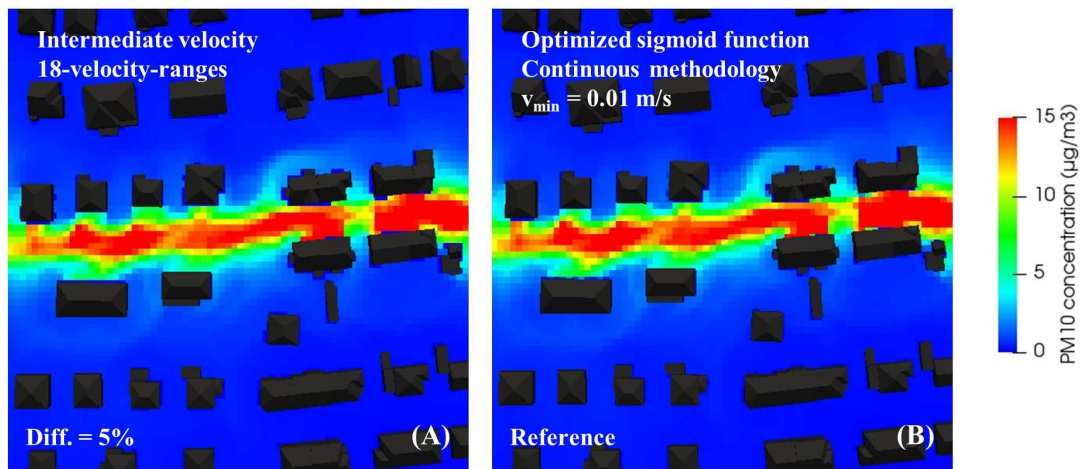 Intermediate velocity
18-velocity-ranges
Diff. = 5%
(A)
Optimized sigmoid function
Continuous methodology
vmin = 0.01 m/s
Reference
(B)
15
10
5
0
PM10 concentration (µg/m3)